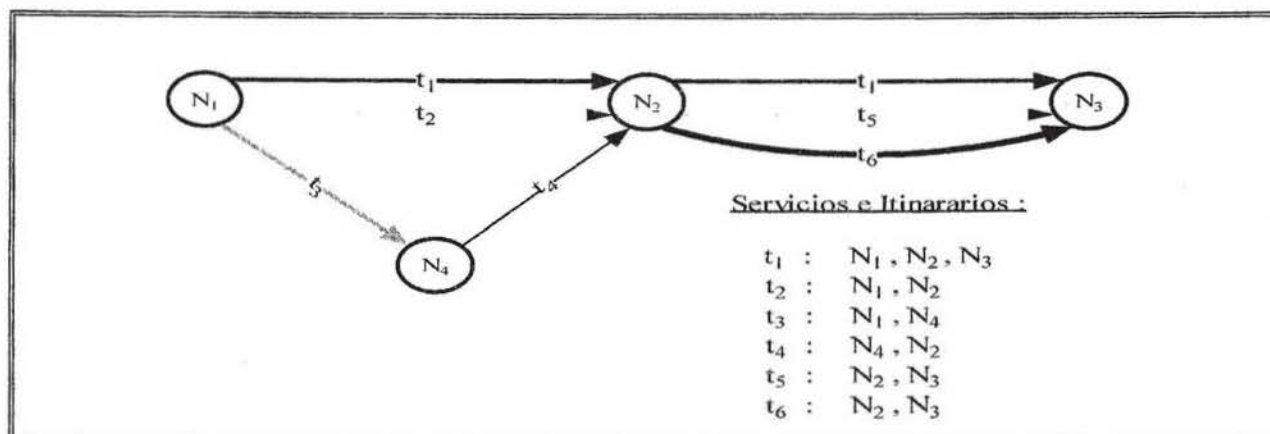 t₁ t₁
N₁ N₂ N₃
t₂ t₅
t₆
t₃ t₄
Servicios e Itinararios :
N₄
t₁ : N₁ , N₂ , N₃
t₂ : N₁ , N₂
t₃ : N₁ , N₄
t₄ : N₄ , N₂
t₅ : N₂ , N₃
t₆ : N₂ , N₃